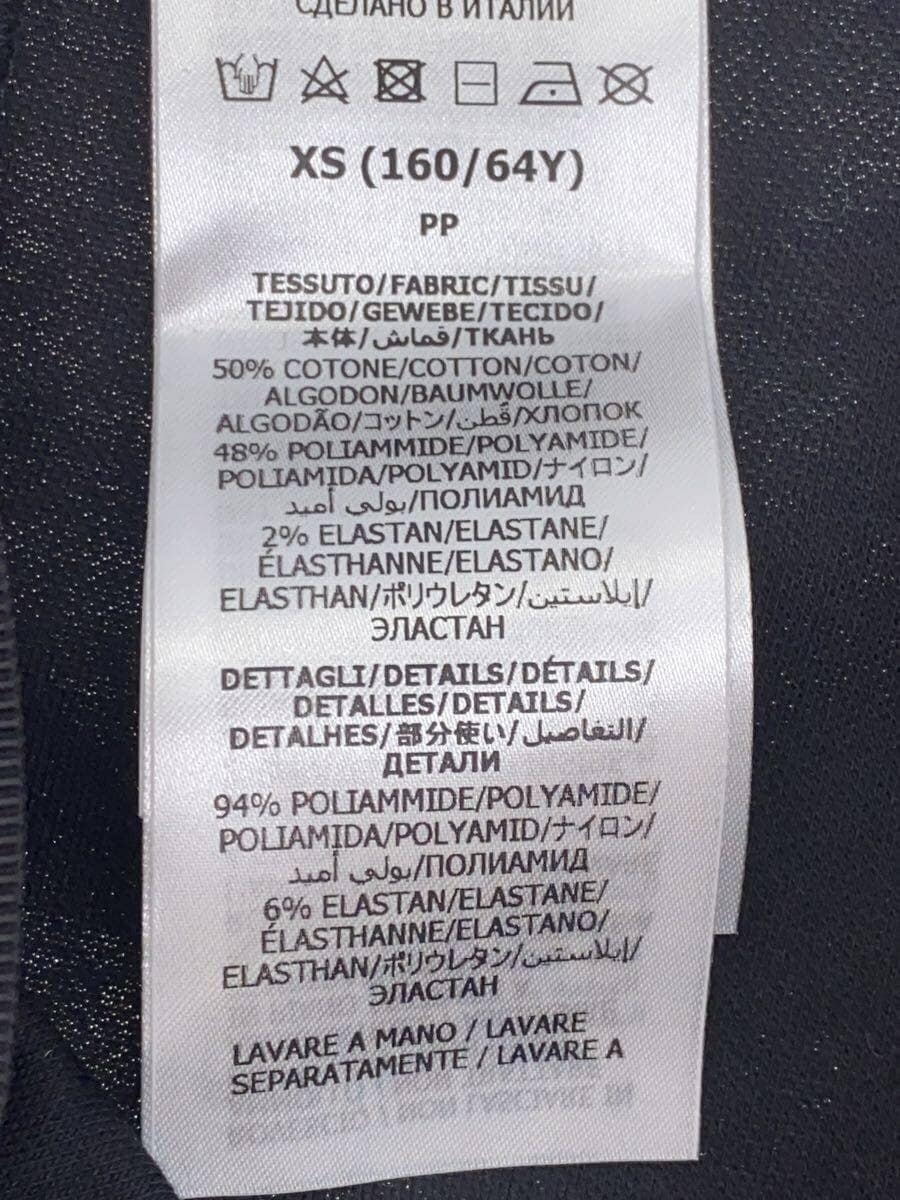 СДЕЛАНО В ИТАЛИИ
XS (160/64Y)
PP
TESSUTO/FABRIC/TISSU/
TEJIDO/GEWEBE/TECIDO/
本体/قماش/ТКАНЬ
50% COTONE/COTTON/COTON/
ALGODON/BAUMWOLLE/
ALGODÃO/コットン/قُطن/ХЛОПОК
48% POLIAMMIDE/POLYAMIDE/
POLIAMIDA/POLYAMID/ナイロン/
بولي أميد/ПОЛИАМИД
2% ELASTAN/ELASTANE/
ÉLASTHANNE/ELASTANO/
ELASTHAN/ポリウレタン/إيلاستين/
ЭЛАСТАН
DETTAGLI/DETAILS/DÉTAILS/
DETALLES/DETAILS/
DETALHES/部分使い/التفاصيل/
ДЕТАЛИ
94% POLIAMMIDE/POLYAMIDE/
POLIAMIDA/POLYAMID/ナイロン/
بولي أميد/ПОЛИАМИД
6% ELASTAN/ELASTANE/
ÉLASTHANNE/ELASTANO/
ELASTHAN/ポリウレタン/إيلاستين/
ЭЛАСТАН
LAVARE A MANO / LAVARE
SEPARATAMENTE / LAVARE A